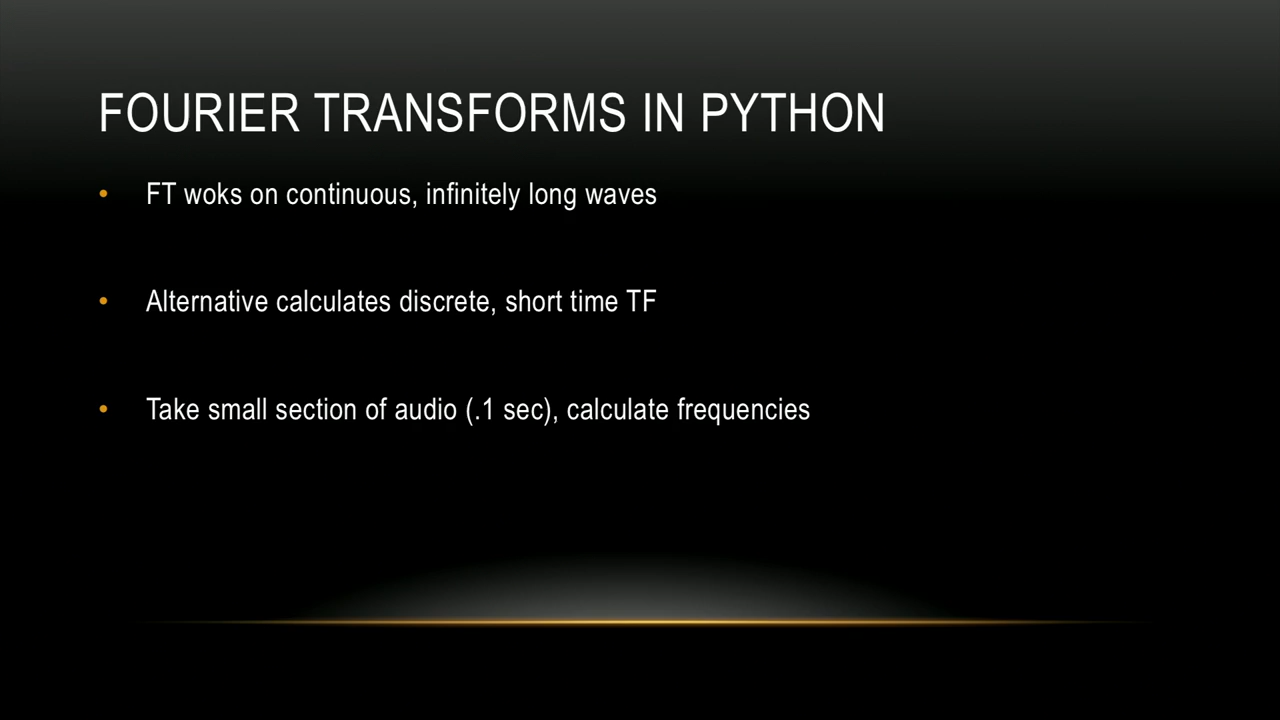 FOURIER TRANSFORMS IN PYTHON
• FT woks on continuous, infinitely long waves
• Alternative calculates discrete, short time TF
• Take small section of audio (.1 sec), calculate frequencies